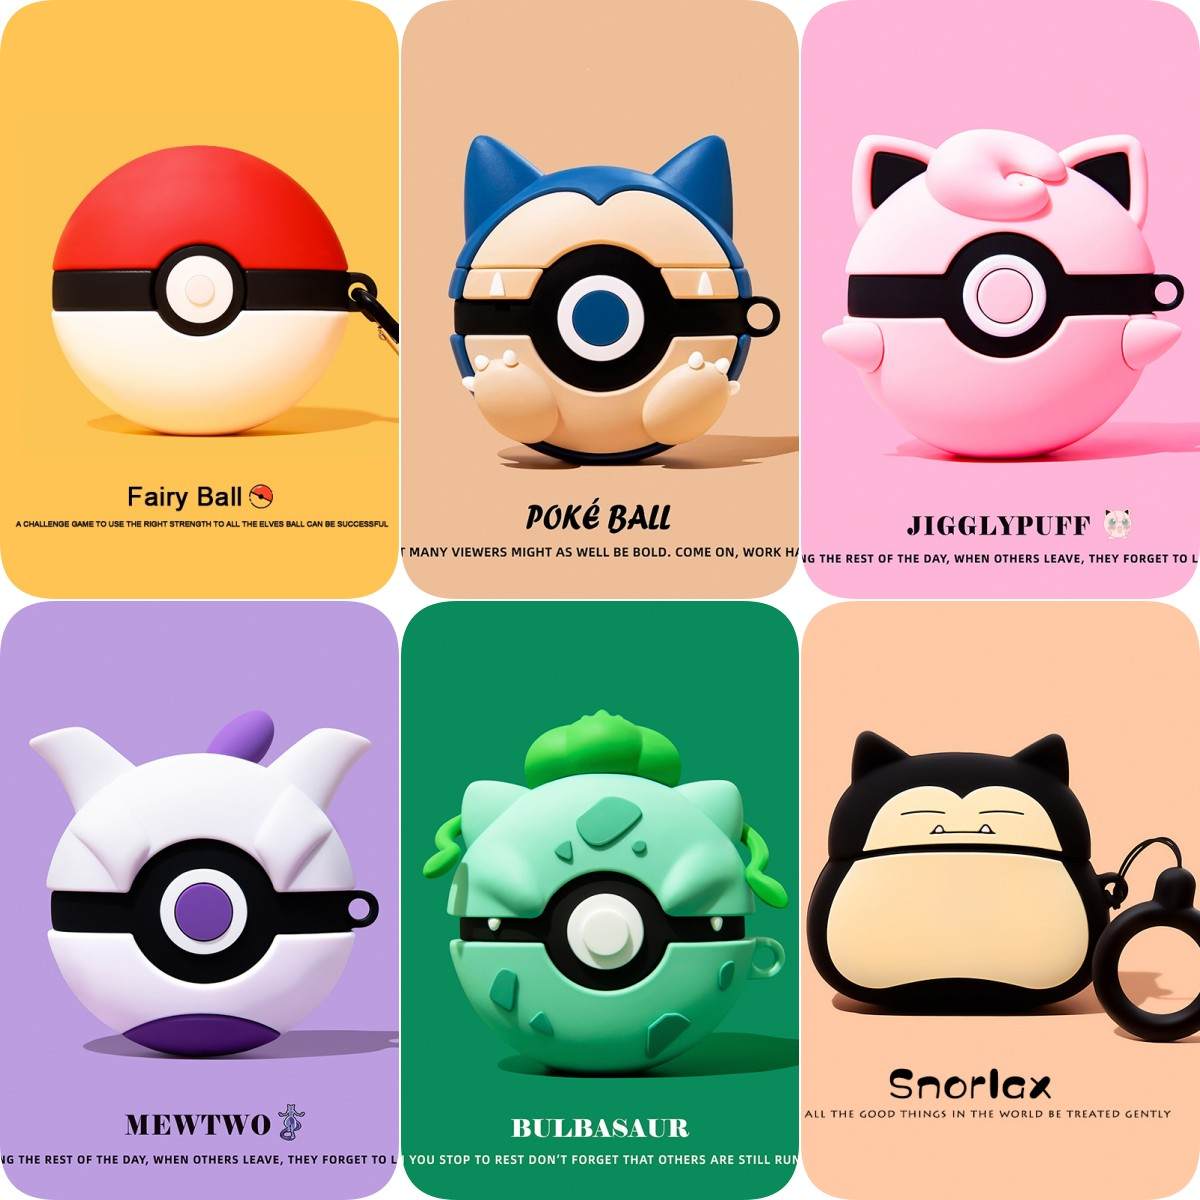 Fairy Ball
A CHALLENGE GAME TO USE THE RIGHT STRENGTH TO ALL THE ELVES BALL CAN BE SUCCESSFUL
POKÉ BALL
T MANY VIEWERS MIGHT AS WELL BE BOLD. COME ON, WORK HA
JIGGLYPUFF
NG THE REST OF THE DAY, WHEN OTHERS LEAVE, THEY FORGET TO L
MEWTWO
NG THE REST OF THE DAY, WHEN OTHERS LEAVE, THEY FORGET TO L
BULBASAUR
YOU STOP TO REST DON'T FORGET THAT OTHERS ARE STILL RUN
Snorlax
ALL THE GOOD THINGS IN THE WORLD BE TREATED GENTLY